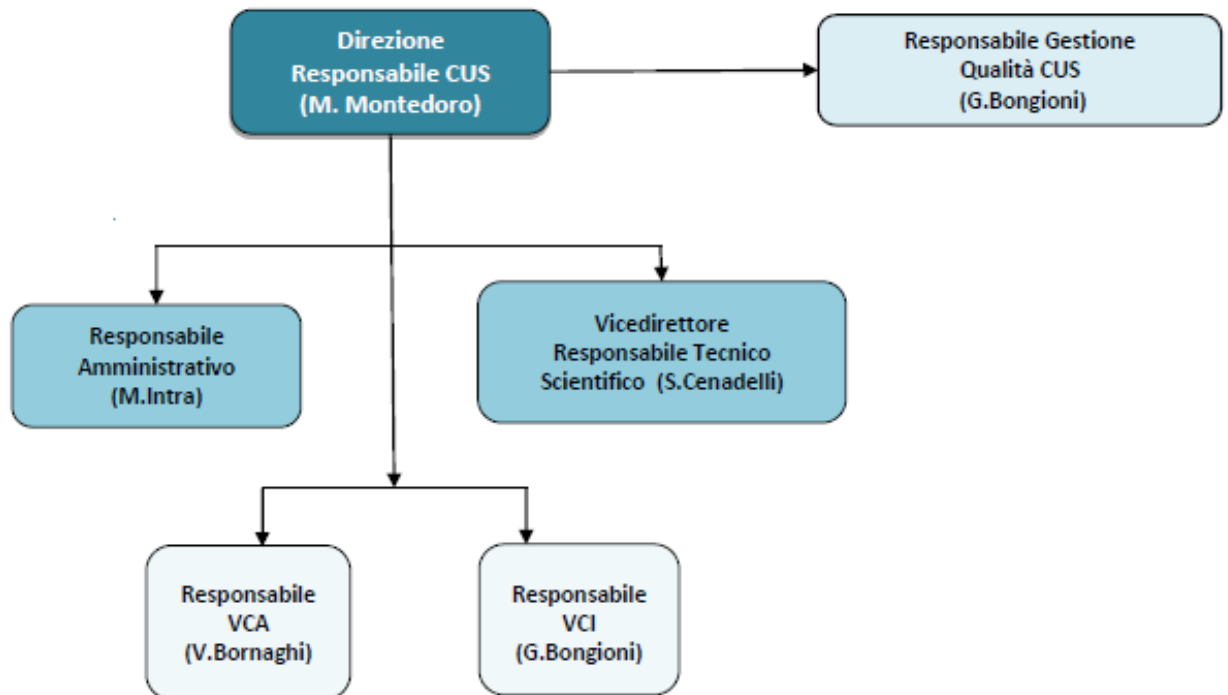 Direzione
Responsabile CUS
(M. Montedoro)
Responsabile Gestione
Qualità CUS
(G.Bongioni)
Responsabile
Amministrativo
(M.Intra)
Vicedirettore
Responsabile Tecnico
Scientifico (S.Cenadelli)
Responsabile
VCA
(V.Bornaghi)
Responsabile
VCI
(G.Bongioni)